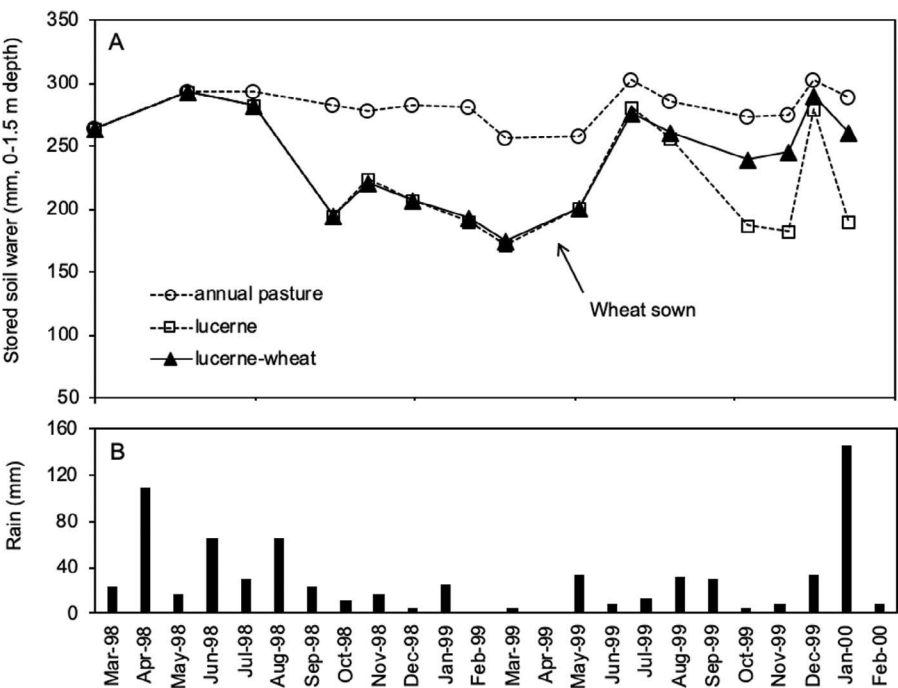 Stored soil warer (mm, 0-1.5 m depth)
350
300
250
200
150
100
50
A
annual pasture
lucerne
lucerne-wheat
Wheat sown
Rain (mm)
160
120
80
40
0
B
Mar-98
Apr-98
May-98
Jun-98
Jul-98
Aug-98
Sep-98
Oct-98
Nov-98
Dec-98
Jan-99
Feb-99
Mar-99
Apr-99
May-99
Jun-99
Jul-99
Aug-99
Sep-99
Oct-99
Nov-99
Dec-99
Jan-00
Feb-00